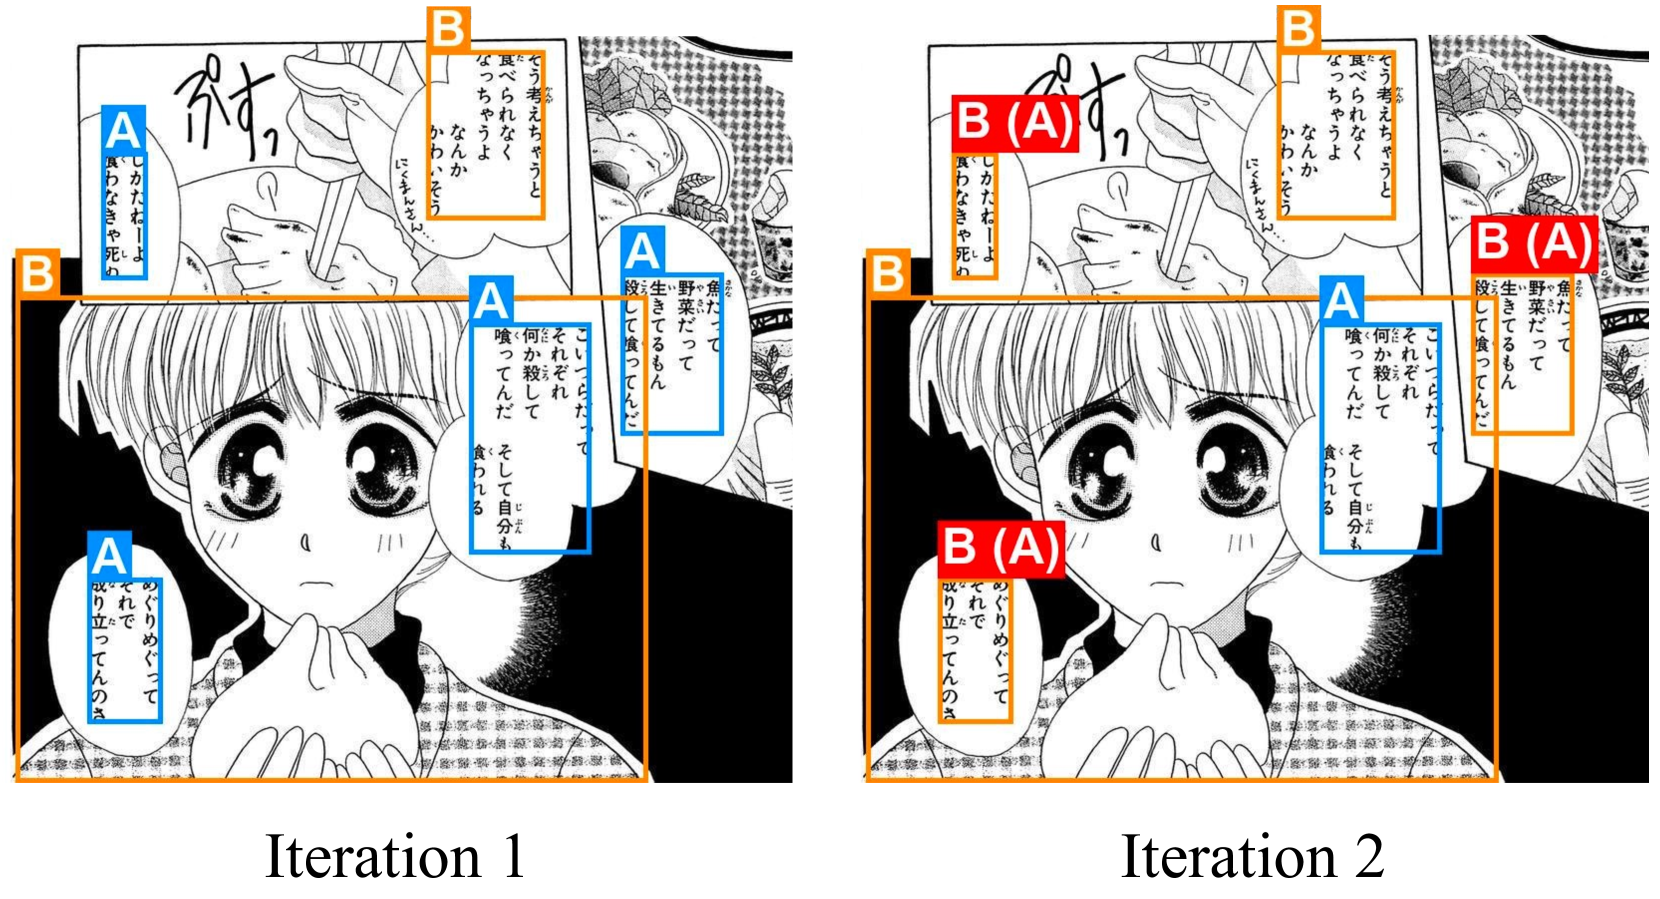 B
そう考えちゃうと
食べられなく
なっちゃうよ
なんか
かわいそう
にくまんさん…
ぷすっ
A
しかたねーよ
喰わなきゃ死ぬ
A
魚だって
野菜だって
生きてるもん
殺して喰ってんだ
B
A
こいつらだって
それぞれ
何か殺して
喰ってんだ
そして自分も
喰われる
A
めぐりめぐって
それで
成り立ってんのさ
Iteration 1
B
そう考えちゃうと
食べられなく
なっちゃうよ
なんか
かわいそう
にくまんさん…
B (A)
しかたねーよ
喰わなきゃ死ぬ
B (A)
魚だって
野菜だって
生きてるもん
殺して喰ってんだ
B
A
こいつらだって
それぞれ
何か殺して
喰ってんだ
そして自分も
喰われる
B (A)
めぐりめぐって
それで
成り立ってんのさ
Iteration 2